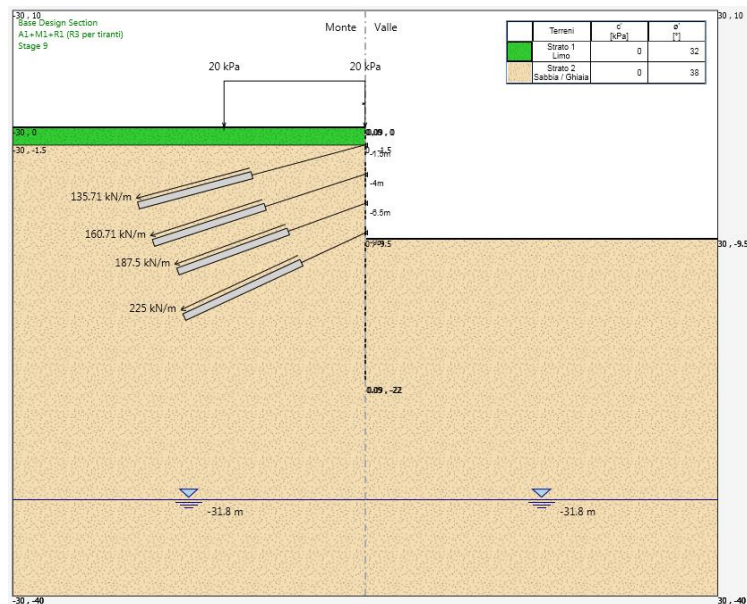 -30 , 10
30 , 10
Base Design Section
A1+M1+R1 (R3 per tiranti)
Stage 9
Monte
Valle
Terreni
c'
[kPa]
ø'
[°]
Strato 1
Limo
0
32
Strato 2
Sabbia / Ghiaia
0
38
20 kPa
20 kPa
-30 , 0
0.09 , 0
-30 , -1.5
0 , -1.5
-1.5m
-4m
135.71 kN/m
-6.5m
160.71 kN/m
0 , -9.5
30 , -9.5
187.5 kN/m
225 kN/m
0.09 , -22
-31.8 m
-31.8 m
-30 , -40
30 , -40